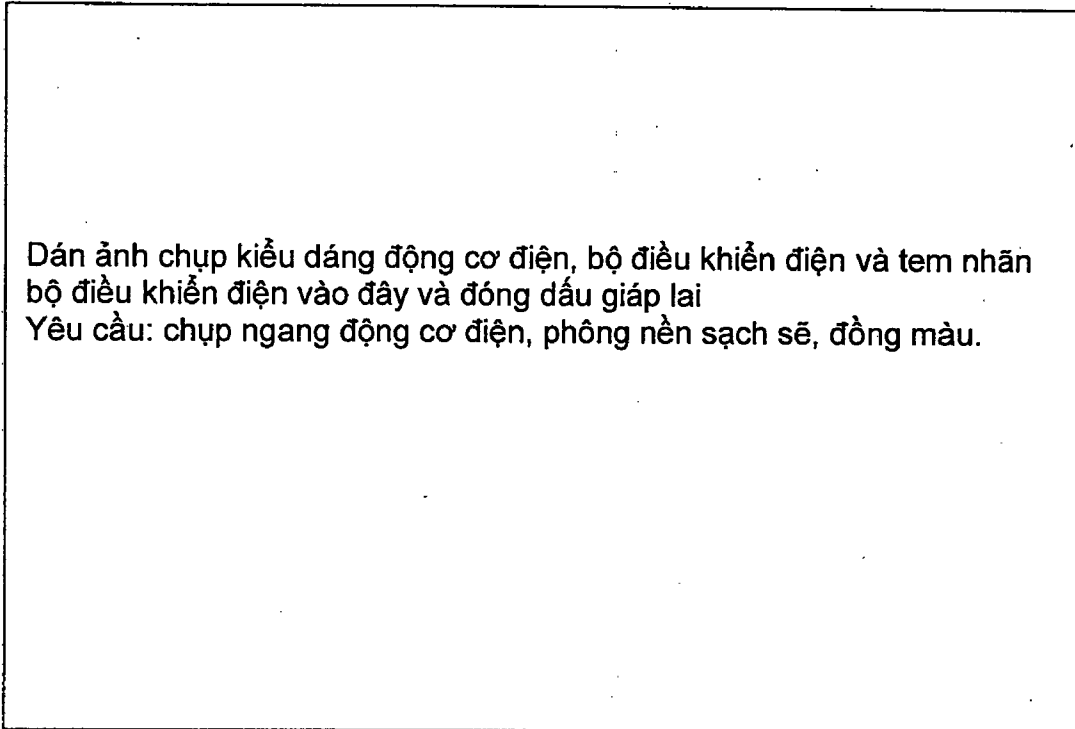 Dán ảnh chụp kiểu dáng động cơ điện, bộ điều khiển điện và tem nhãn
bộ điều khiển điện vào đây và đóng dấu giáp lai
Yêu cầu: chụp ngang động cơ điện, phông nền sạch sẽ, đồng màu.